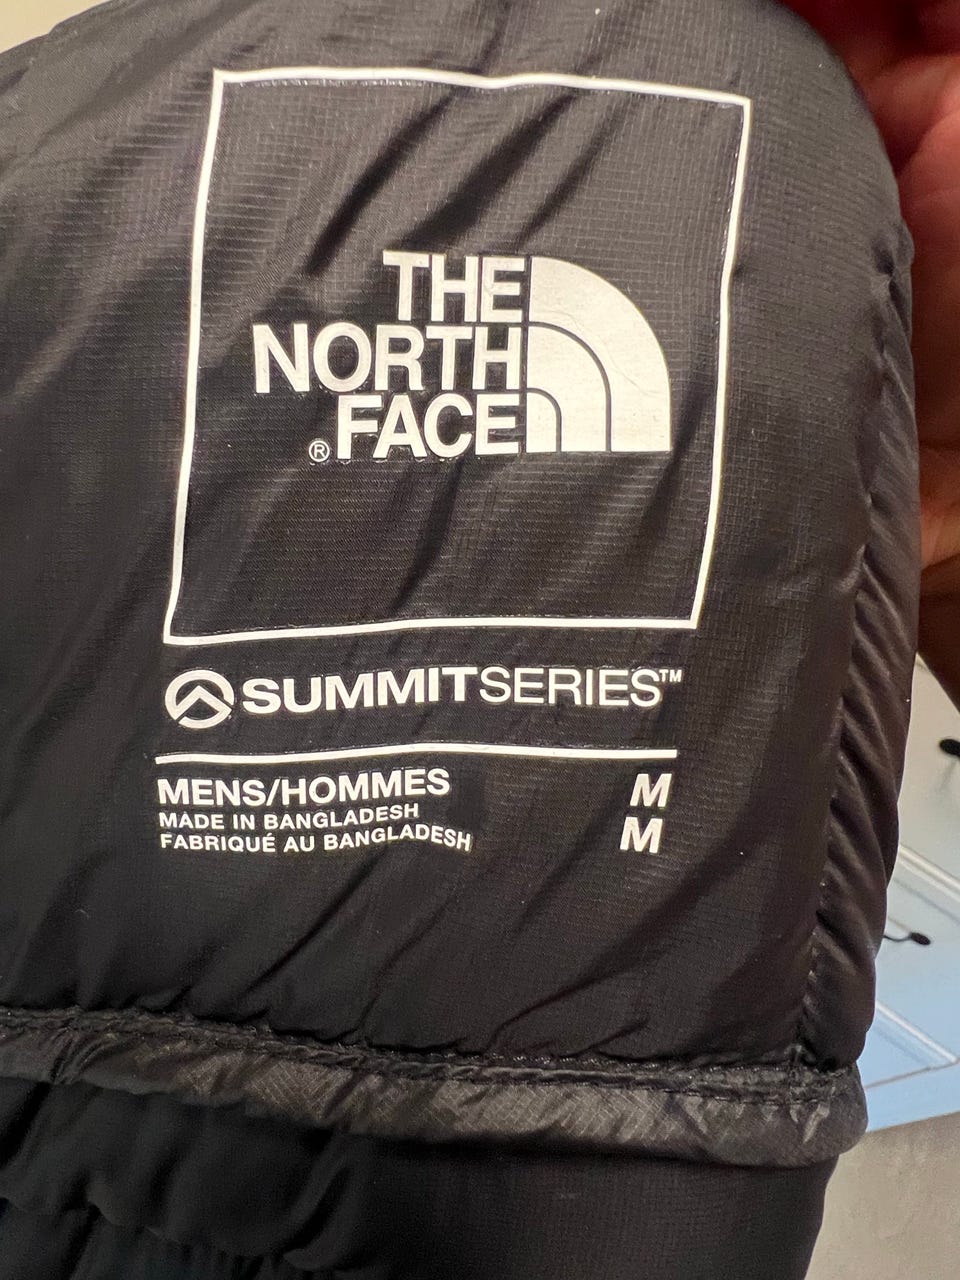 THE
NORTH
® FACE
SUMMITSERIES™
MENS/HOMMES M
MADE IN BANGLADESH
FABRIQUÉ AU BANGLADESH M